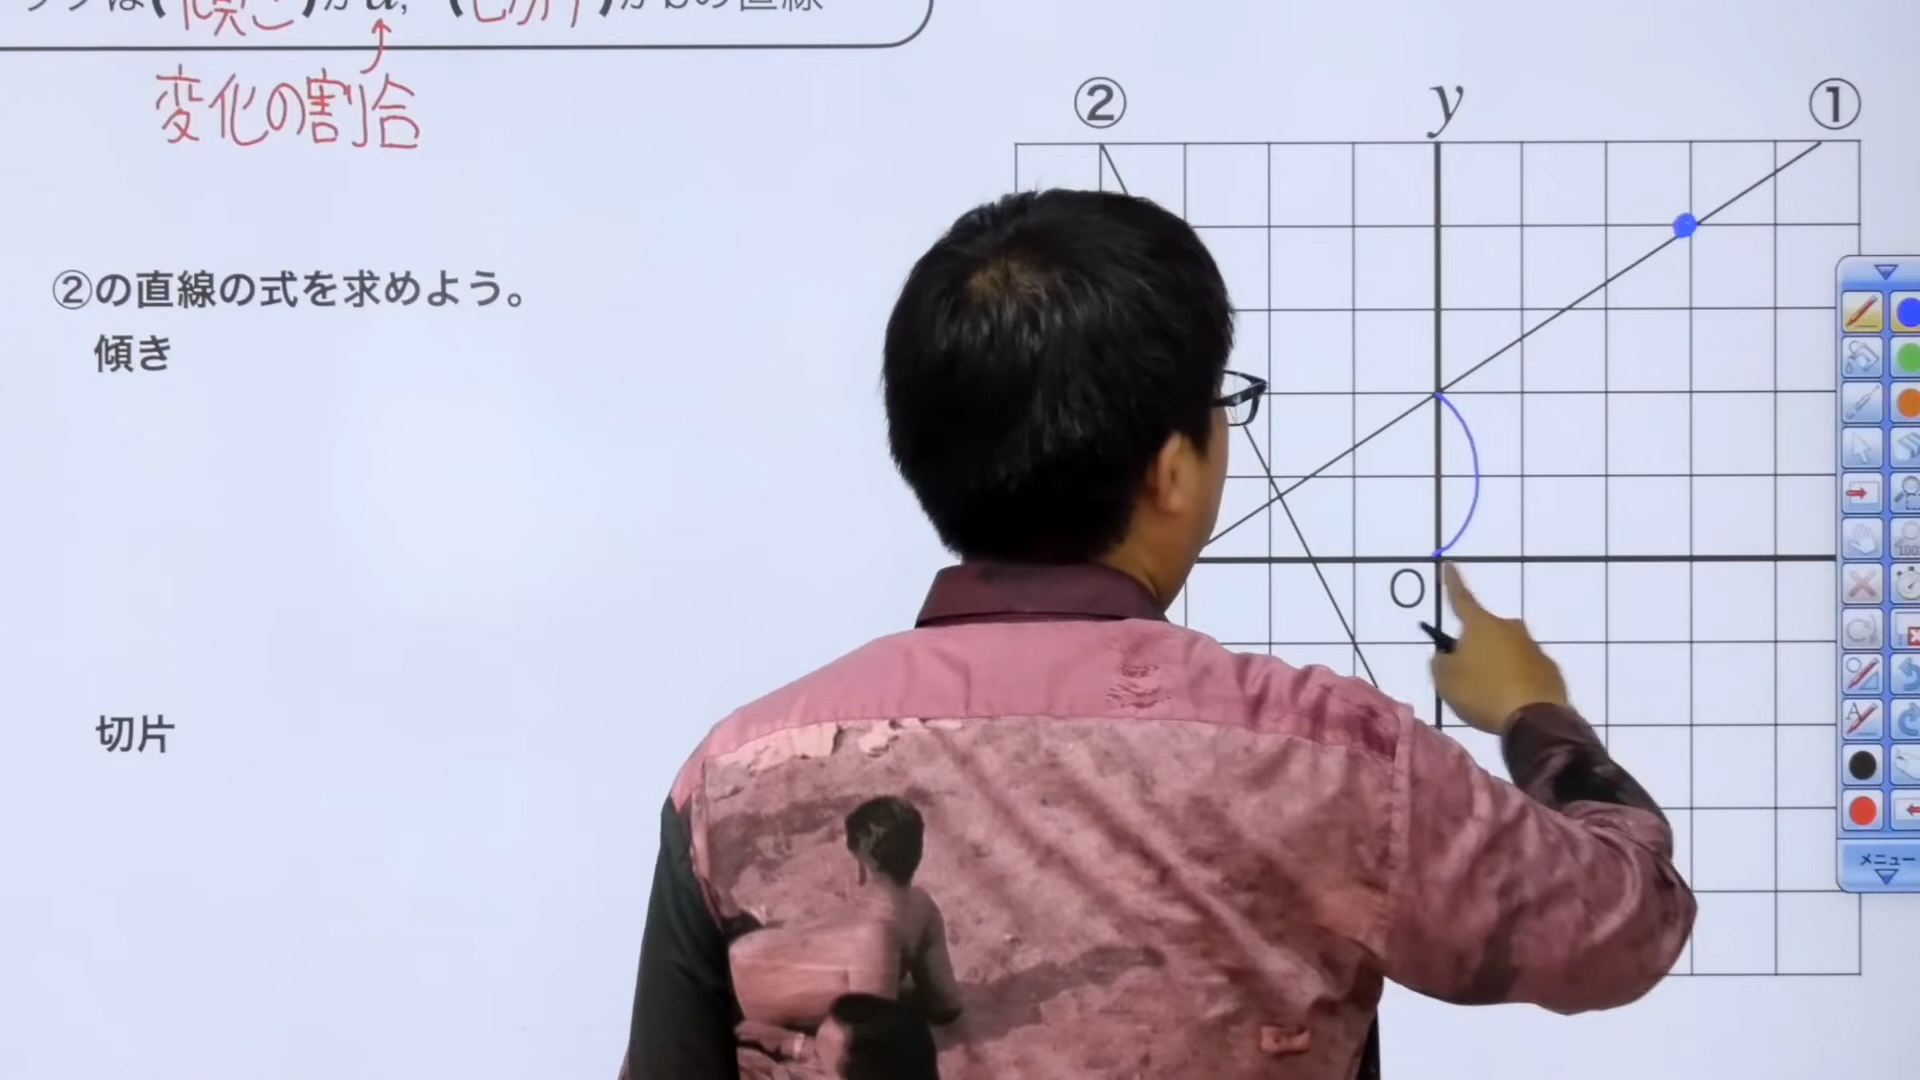 変化の割合
② y ①
②の直線の式を求めよう。
傾き
O
切片
メニュー